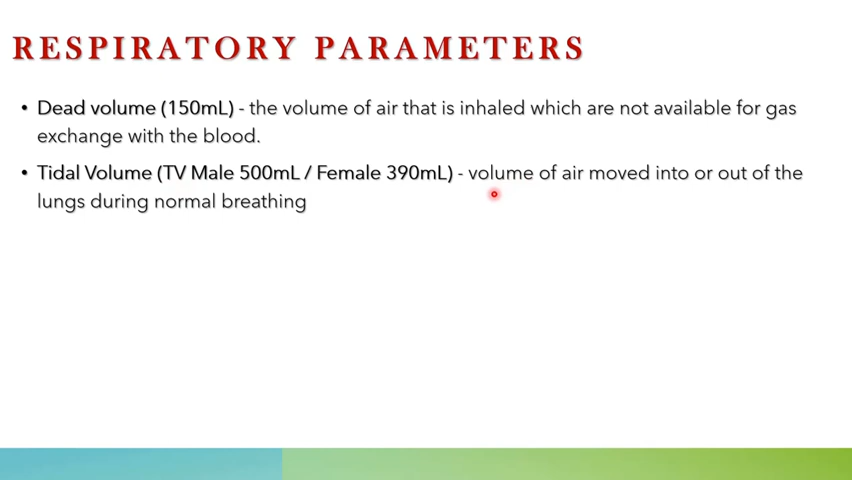 RESPIRATORY PARAMETERS
• Dead volume (150mL) - the volume of air that is inhaled which are not available for gas
exchange with the blood.
• Tidal Volume (TV Male 500mL / Female 390mL) - volume of air moved into or out of the
lungs during normal breathing